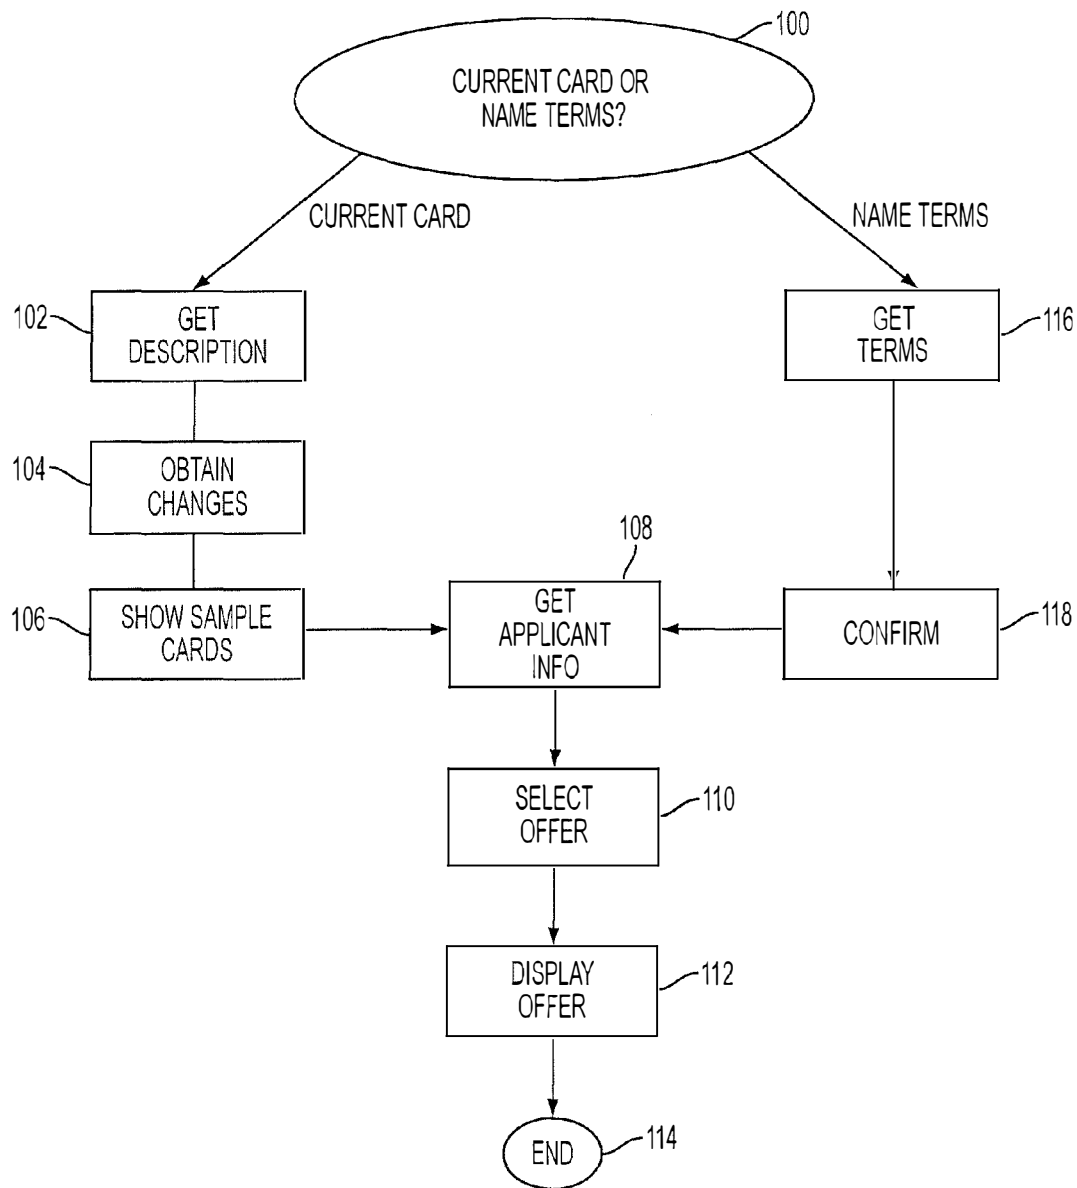 100
CURRENT CARD OR
NAME TERMS?
CURRENT CARD
NAME TERMS
102
GET
DESCRIPTION
GET
TERMS
116
104
OBTAIN
CHANGES
108
106
SHOW SAMPLE
CARDS
GET
APPLICANT
INFO
CONFIRM
118
SELECT
OFFER
110
DISPLAY
OFFER
112
END
114